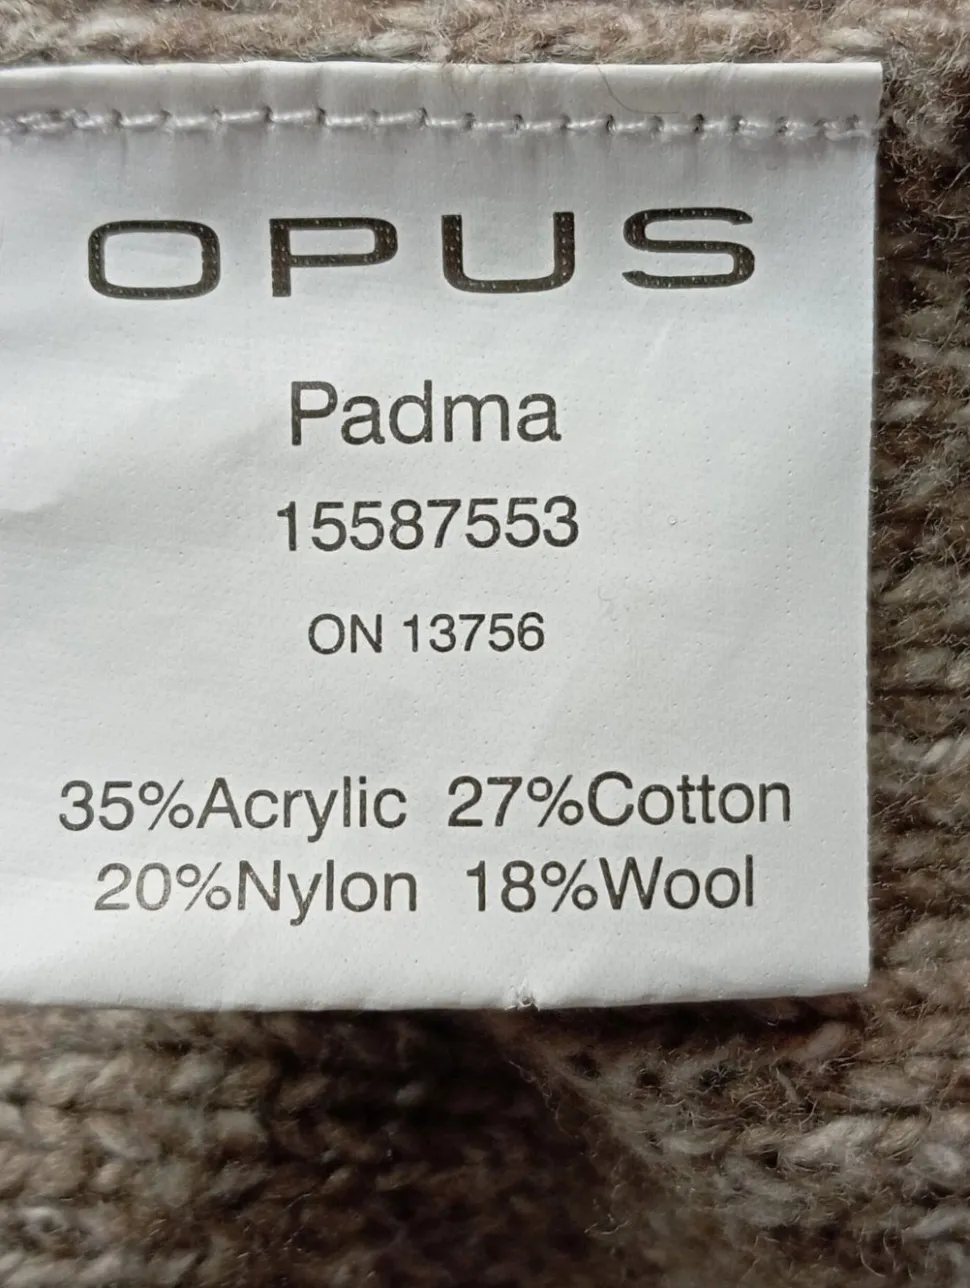 OPUS
Padma
15587553
ON 13756
35%Acrylic 27%Cotton
20%Nylon 18%Wool